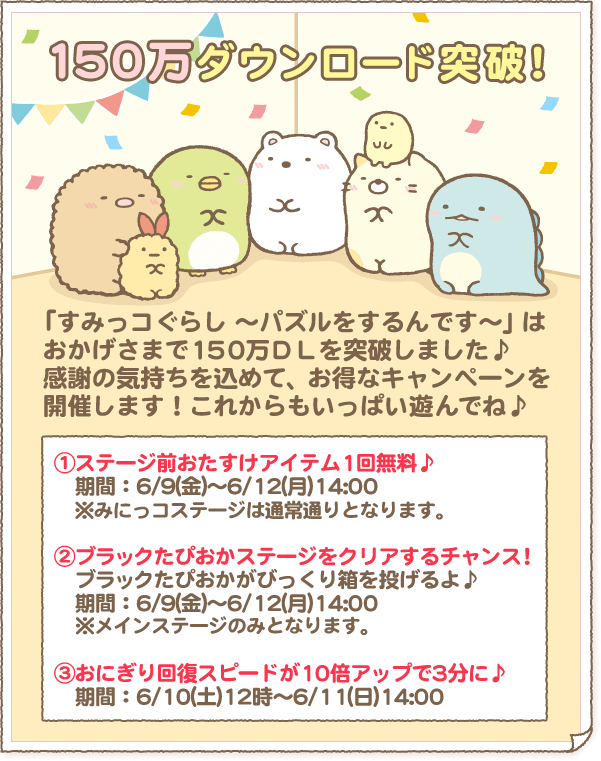 150万ダウンロード突破!
「すみっコぐらし ～パズルをするんです～」は
おかげさまで150万ＤＬを突破しました♪
感謝の気持ちを込めて、お得なキャンペーンを
開催します！これからもいっぱい遊んでね♪
①ステージ前おたすけアイテム1回無料♪
期間：6/9(金)～6/12(月)14:00
※みにっコステージは通常通りとなります。
②ブラックたぴおかステージをクリアするチャンス!
ブラックたぴおかがびっくり箱を投げるよ♪
期間：6/9(金)～6/12(月)14:00
※メインステージのみとなります。
③おにぎり回復スピードが10倍アップで3分に♪
期間：6/10(土)12時～6/11(日)14:00